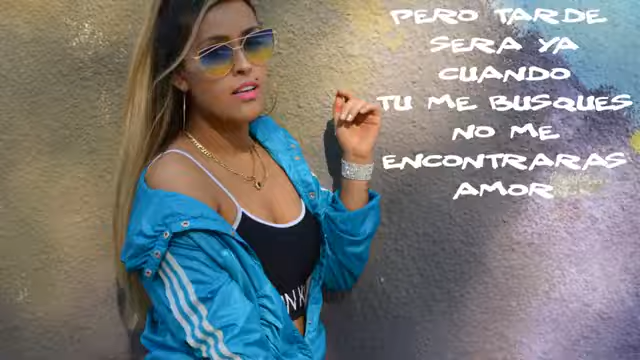 PERO TARDE
SERA YA
CUANDO
TU ME BUSQUES
NO ME
ENCONTRARAS
AMOR